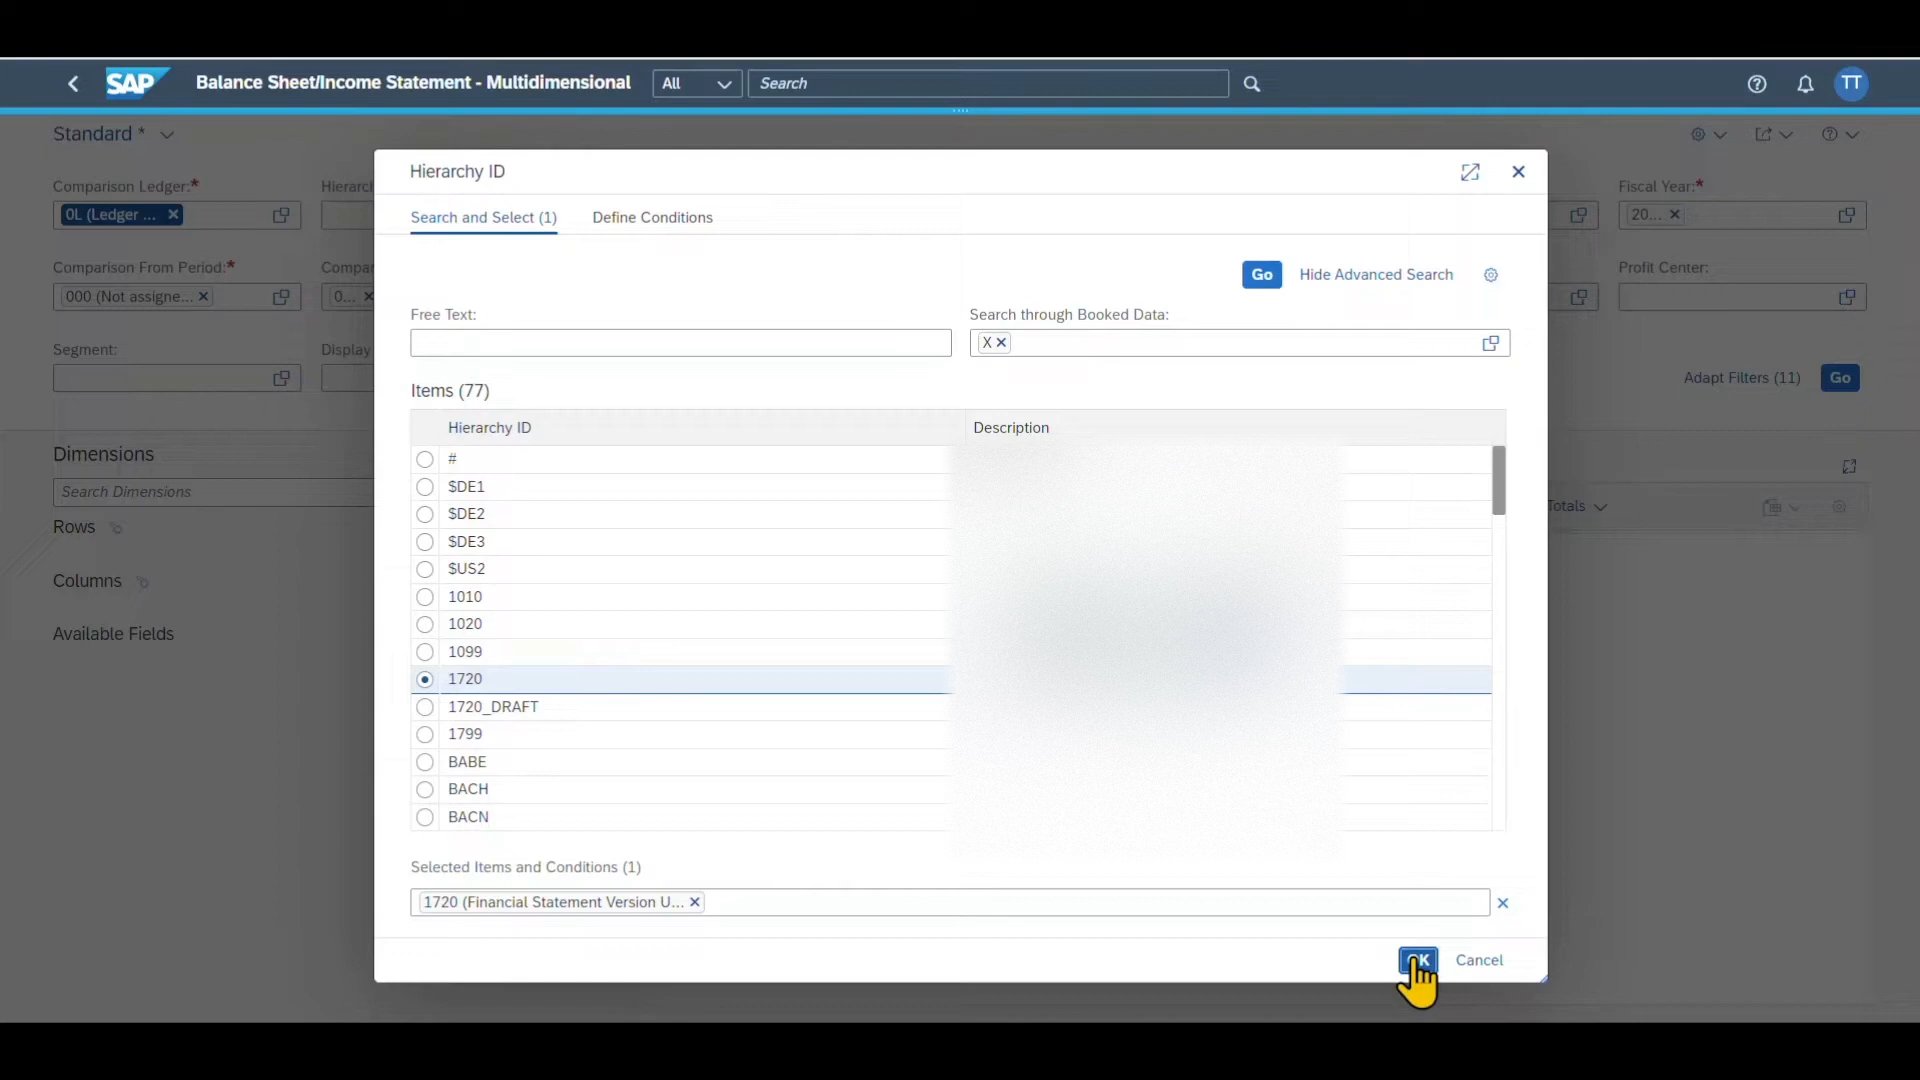 SAP Balance Sheet/Income Statement - Multidimensional All Search TT
Standard *
Hierarchy ID
Comparison Ledger:* Hierarch Fiscal Year:*
0L (Ledger ... 20...
Search and Select (1) Define Conditions
Comparison From Period:* Compa Profit Center:
Go Hide Advanced Search
000 (Not assigne... 0...
Free Text: Search through Booked Data:
X
Segment: Display
Adapt Filters (11) Go
Items (77)
Hierarchy ID Description
Dimensions
#
Search Dimensions
$DE1
Totals
$DE2
Rows
$DE3
$US2
Columns
1010
1020
Available Fields
1099
1720
1720_DRAFT
1799
BABE
BACH
BACN
Selected Items and Conditions (1)
1720 (Financial Statement Version U...
OK Cancel